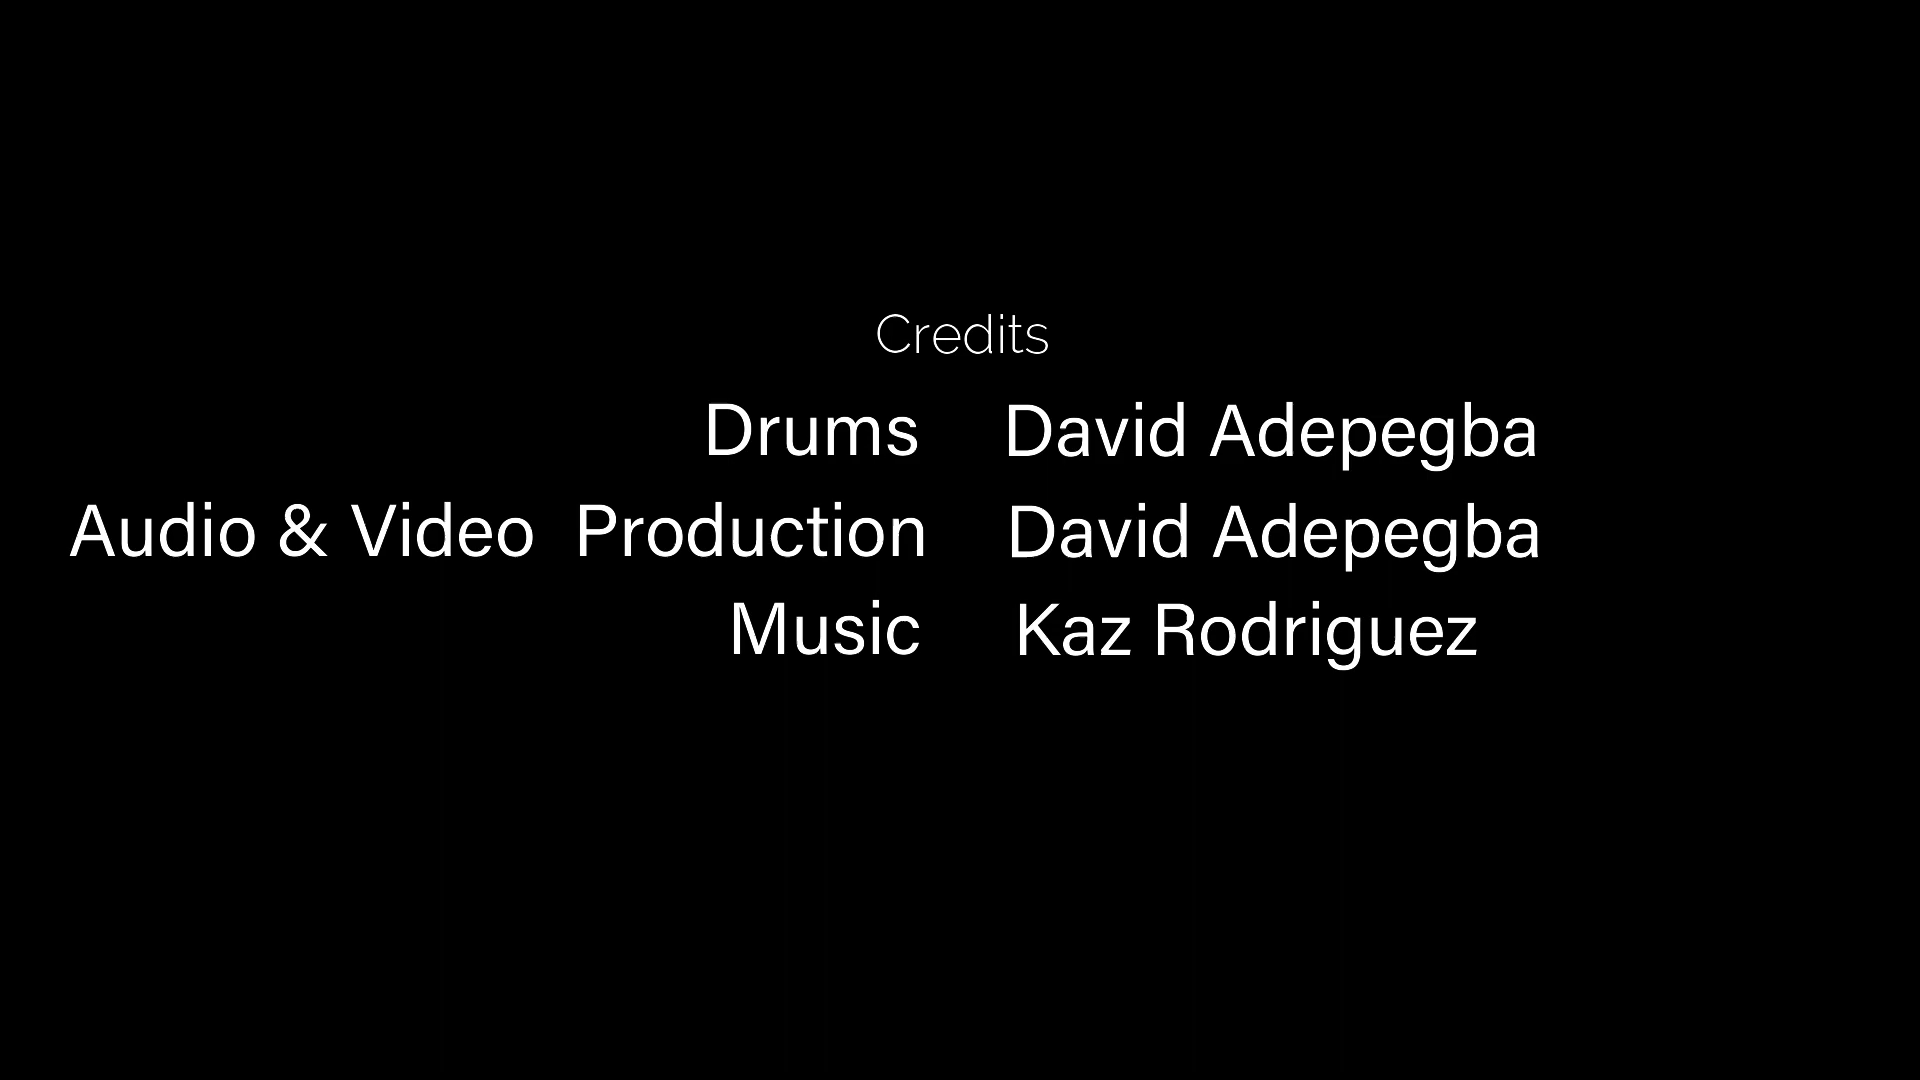 Credits
Drums David Adepegba
Audio & Video Production David Adepegba
Music Kaz Rodriguez